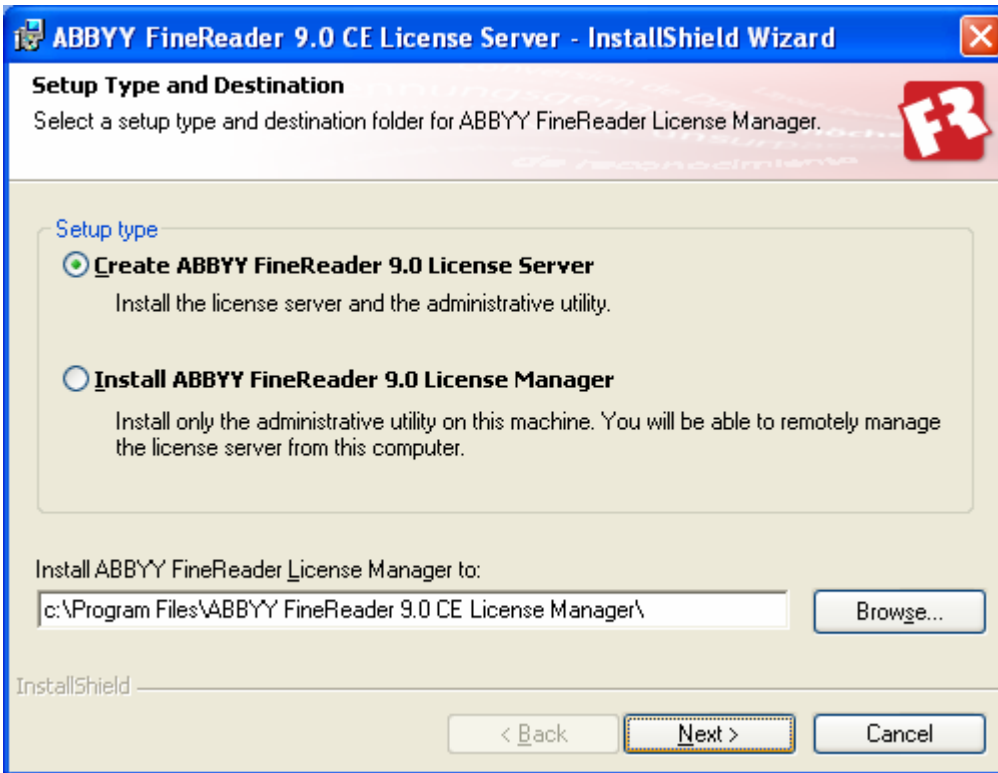 ABBYY FineReader 9.0 CE License Server - InstallShield Wizard
Setup Type and Destination
Select a setup type and destination folder for ABBYY FineReader License Manager.
FR
de reconocimiento
Setup type
Create ABBYY FineReader 9.0 License Server
Install the license server and the administrative utility.
Install ABBYY FineReader 9.0 License Manager
Install only the administrative utility on this machine. You will be able to remotely manage
the license server from this computer.
Install ABBYY FineReader License Manager to:
c:\Program Files\ABBYY FineReader 9.0 CE License Manager\
Browse...
InstallShield
< Back
Next >
Cancel